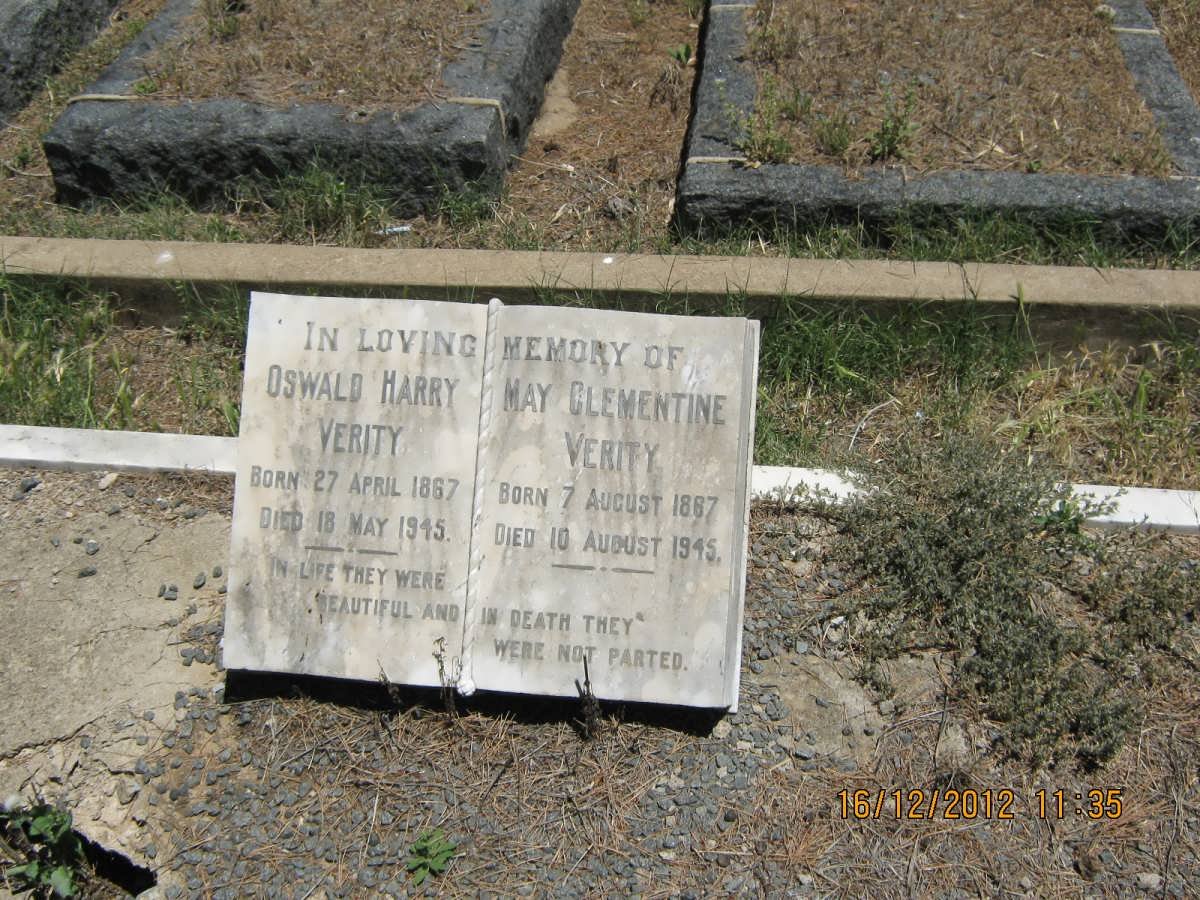 IN LOVING MEMORY OF
OSWALD HARRY
VERITY
BORN 27 APRIL 1867
DIED 18 MAY 1945.
MAY CLEMENTINE
VERITY
BORN 7 AUGUST 1867
DIED 10 AUGUST 1945.
IN LIFE THEY WERE
BEAUTIFUL AND IN DEATH THEY
WERE NOT PARTED.
16/12/2012 11:35